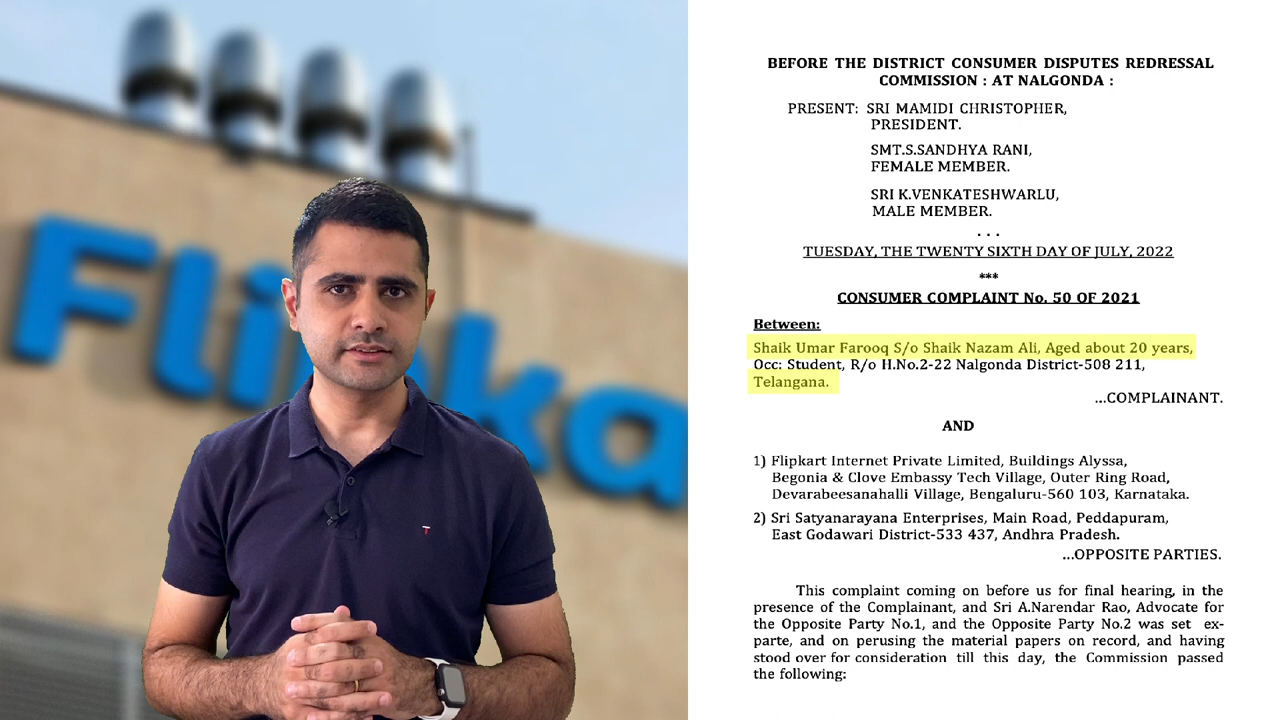 Flipka
BEFORE THE DISTRICT CONSUMER DISPUTES REDRESSAL
COMMISSION : AT NALGONDA :
PRESENT: SRI MAMIDI CHRISTOPHER,
PRESIDENT.
SMT.S.SANDHYA RANI,
FEMALE MEMBER.
SRI K.VENKATESHWARLU,
MALE MEMBER.
. . .
TUESDAY, THE TWENTY SIXTH DAY OF JULY, 2022
***
CONSUMER COMPLAINT No. 50 OF 2021
Between:
Shaik Umar Farooq S/o Shaik Nazam Ali, Aged about 20 years,
Occ: Student, R/o H.No.2-22 Nalgonda District-508 211,
Telangana.
...COMPLAINANT.
AND
1) Flipkart Internet Private Limited, Buildings Alyssa,
Begonia & Clove Embassy Tech Village, Outer Ring Road,
Devarabeesanahalli Village, Bengaluru-560 103, Karnataka.
2) Sri Satyanarayana Enterprises, Main Road, Peddapuram,
East Godawari District-533 437, Andhra Pradesh.
...OPPOSITE PARTIES.
This complaint coming on before us for final hearing, in the
presence of the Complainant, and Sri A.Narendar Rao, Advocate for
the Opposite Party No.1, and the Opposite Party No.2 was set ex-
parte, and on perusing the material papers on record, and having
stood over for consideration till this day, the Commission passed
the following: